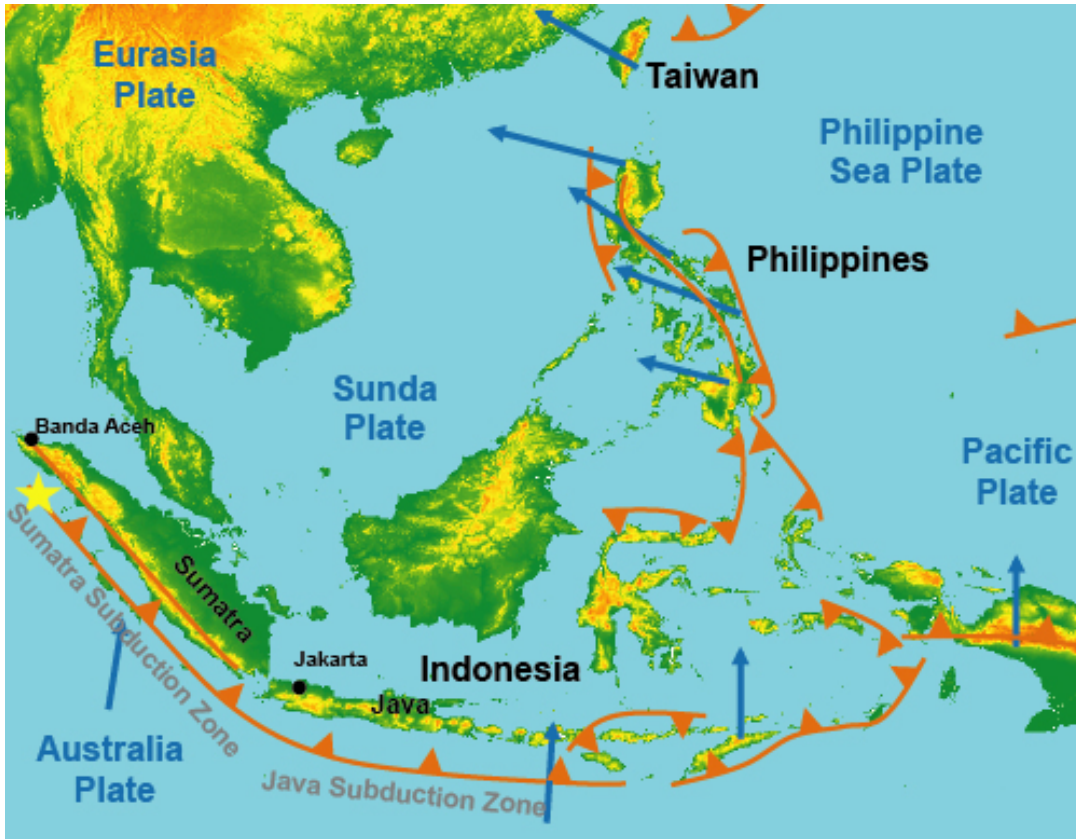 Eurasia
Plate
Taiwan
Philippine
Sea Plate
Philippines
Sunda
Plate
Banda Aceh
Pacific
Plate
Sumatra Subduction Zone
Sumatra
Jakarta
Indonesia
Java
Australia
Plate
Java Subduction Zone